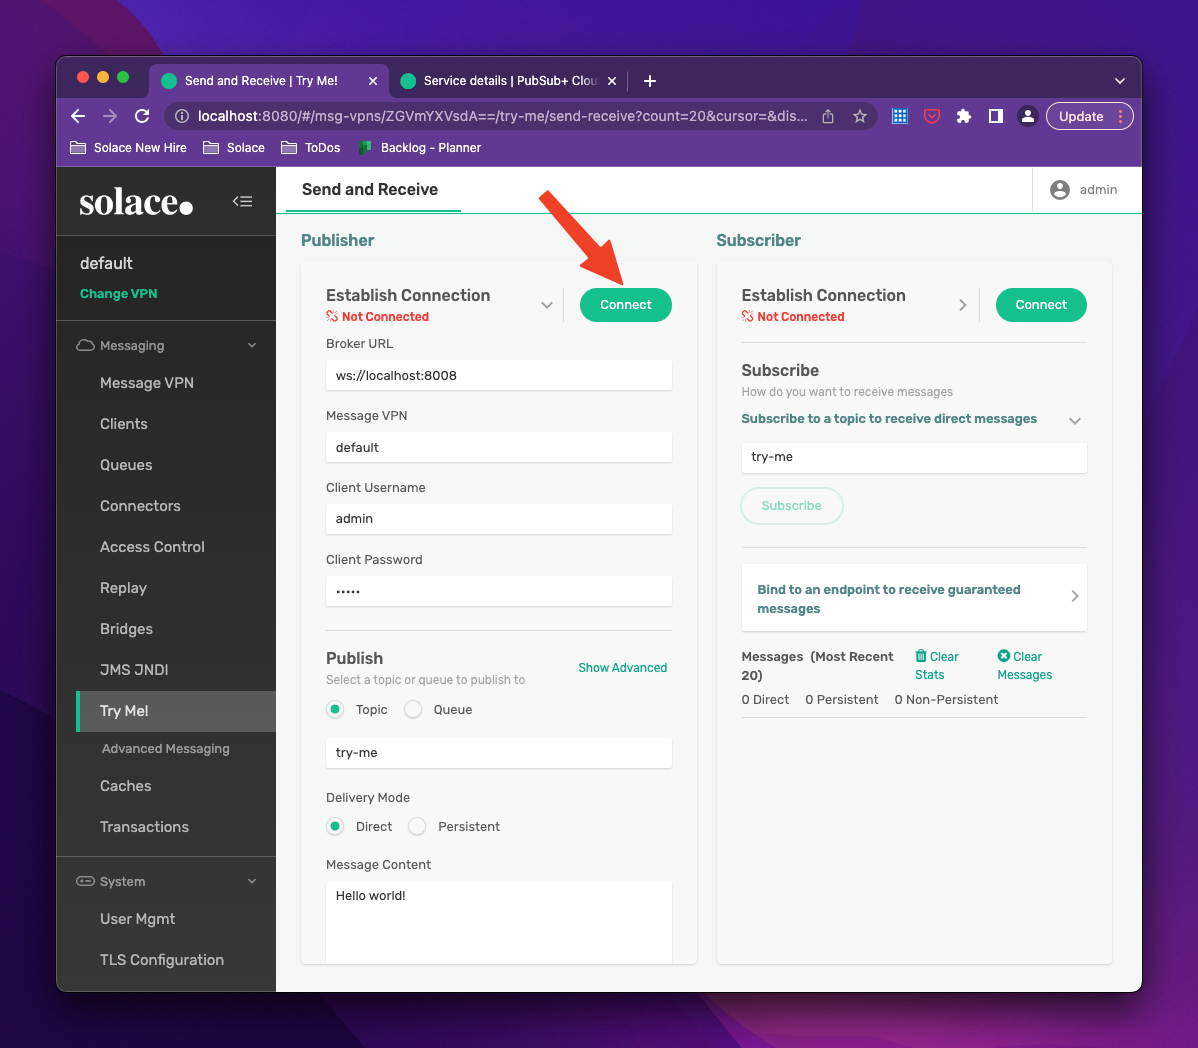 Send and Receive | Try Me!
Service details | PubSub+ Clou
localhost:8080/#/msg-vpns/ZGVmYXVsdA==/try-me/send-receive?count=20&cursor=&dis...
Update
Solace New Hire
Solace
ToDos
Backlog - Planner
solace.
default
Change VPN
Messaging
Message VPN
Clients
Queues
Connectors
Access Control
Replay
Bridges
JMS JNDI
Try Me!
Advanced Messaging
Caches
Transactions
System
User Mgmt
TLS Configuration
Send and Receive
admin
Publisher
Establish Connection
Not Connected
Connect
Broker URL
ws://localhost:8008
Message VPN
default
Client Username
admin
Client Password
•••••
Publish
Show Advanced
Select a topic or queue to publish to
Topic
Queue
try-me
Delivery Mode
Direct
Persistent
Message Content
Hello world!
Subscriber
Establish Connection
Not Connected
Connect
Subscribe
How do you want to receive messages
Subscribe to a topic to receive direct messages
try-me
Subscribe
Bind to an endpoint to receive guaranteed
messages
Messages (Most Recent
20)
Clear
Stats
Clear
Messages
0 Direct
0 Persistent
0 Non-Persistent